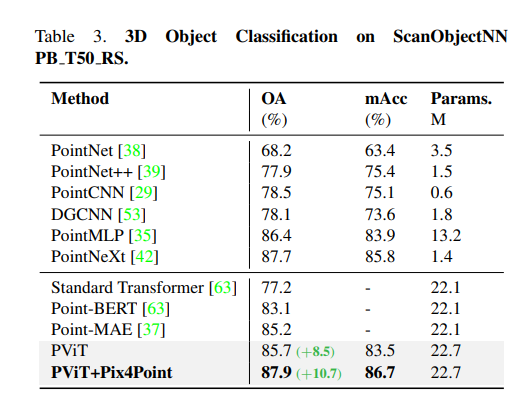 Table 3. 3D Object Classification on ScanObjectNN
PB_T50_RS.
Method OA mAcc Params.
(%) (%) M
PointNet [38] 68.2 63.4 3.5
PointNet++ [39] 77.9 75.4 1.5
PointCNN [29] 78.5 75.1 0.6
DGCNN [53] 78.1 73.6 1.8
PointMLP [35] 86.4 83.9 13.2
PointNeXt [42] 87.7 85.8 1.4
Standard Transformer [63] 77.2 - 22.1
Point-BERT [63] 83.1 - 22.1
Point-MAE [37] 85.2 - 22.1
PViT 85.7 (+8.5) 83.5 22.7
PViT+Pix4Point 87.9 (+10.7) 86.7 22.7